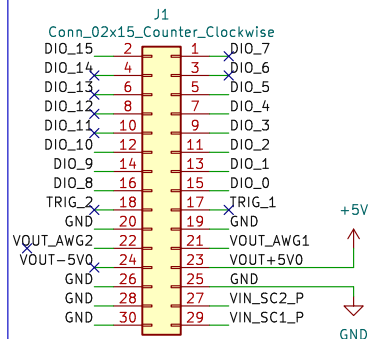 J1
Conn_02x15_Counter_Clockwise
DIO_15 2 1 DIO_7
DIO_14 4 3 DIO_6
DIO_13 6 5 DIO_5
DIO_12 8 7 DIO_4
DIO_11 10 9 DIO_3
DIO_10 12 11 DIO_2
DIO_9 14 13 DIO_1
DIO_8 16 15 DIO_0
TRIG_2 18 17 TRIG_1
GND 20 19 GND
+5V
VOUT_AWG2 22 21 VOUT_AWG1
VOUT-5V0 24 23 VOUT+5V0
GND 26 25 GND
GND 28 27 VIN_SC2_P
GND 30 29 VIN_SC1_P
GND